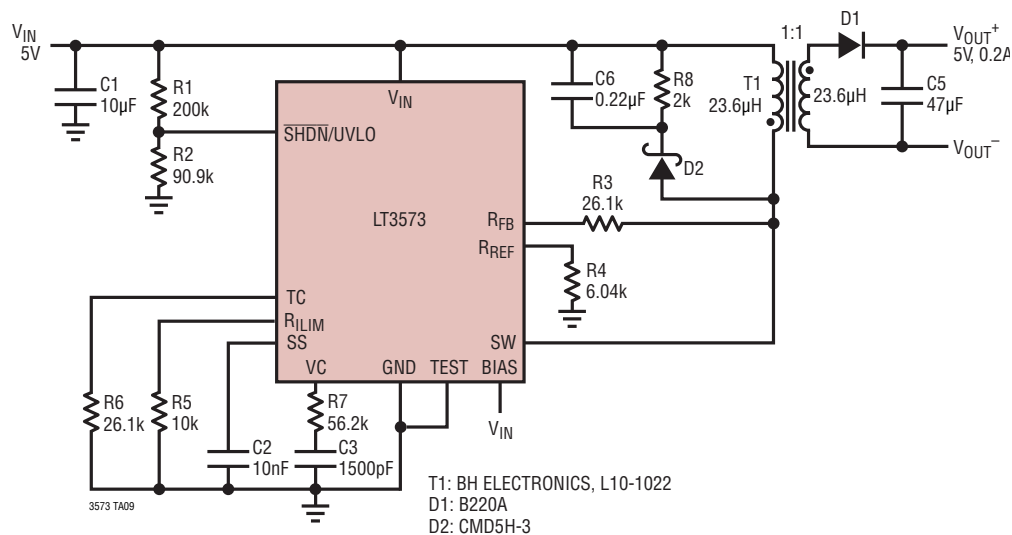 VIN
5V
C1
10µF
R1
200k
R2
90.9k
VIN
SHDN/UVLO
LT3573
RFB
RREF
TC
RILIM
SS
SW
VC
GND
TEST
BIAS
VIN
C6
0.22µF
R8
2k
D2
R3
26.1k
R4
6.04k
T1
23.6µH
1:1
23.6µH
D1
C5
47µF
VOUT+
5V, 0.2A
VOUT–
R6
26.1k
R5
10k
C2
10nF
R7
56.2k
C3
1500pF
3573 TA09
T1: BH ELECTRONICS, L10-1022
D1: B220A
D2: CMD5H-3